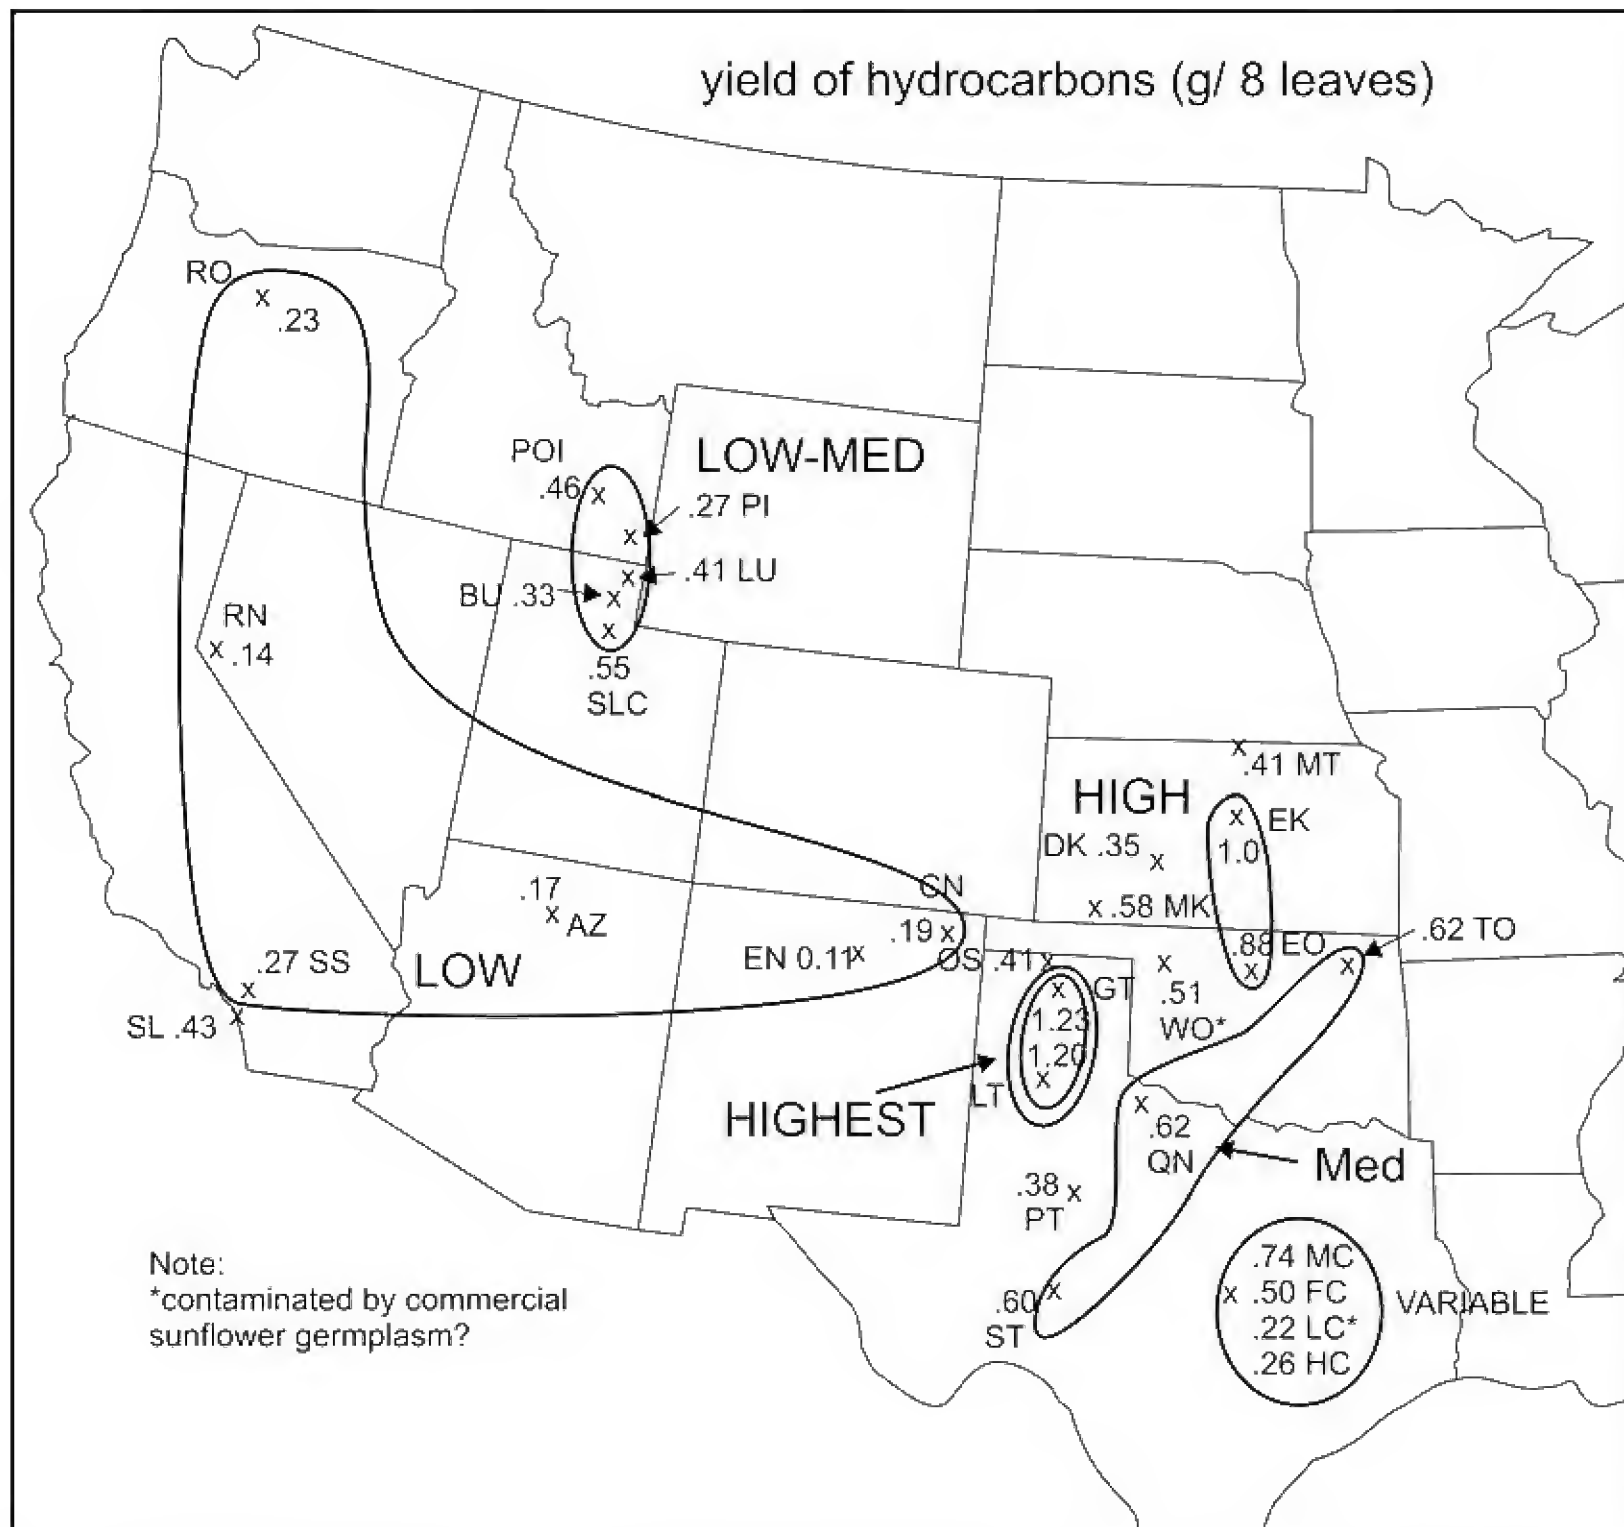 yield of hydrocarbons (g/ 8 leaves)
RO
x
.23
POI
LOW-MED
.46 x
.27 PI
x
.41 LU
x
BU .33
x
x
.55
SLC
RN
x .14
x
.41 MT
HIGH
x EK
DK .35 x
1.0
.17
x AZ
CN
x .58 MK
.19 x
.88 EO
.62 TO
EN 0.11 x
OS .41 x
x
x
x
.27 SS
x
LOW
x GT
.51
WO*
1.23
SL .43 x
1.20
x
LT
HIGHEST
x
.62
QN
Med
.38 x
PT
.74 MC
x .50 FC
.22 LC*
.26 HC
VARIABLE
x
.60
ST
Note:
*contaminated by commercial
sunflower germplasm?